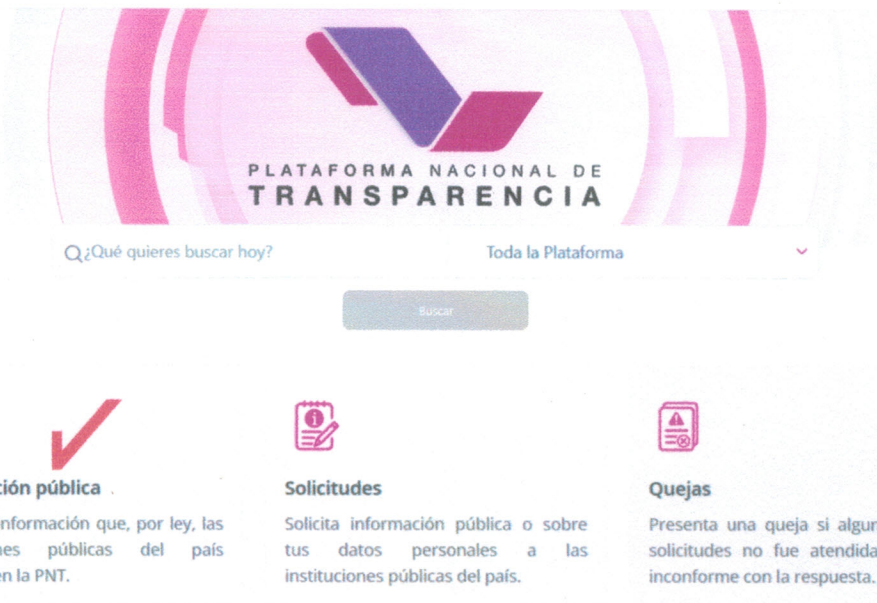 PLATAFORMA NACIONAL DE
TRANSPARENCIA
¿Qué quieres buscar hoy?
Toda la Plataforma
Buscar
ción pública
nformación que, por ley, las
nes públicas del país
en la PNT.
Solicitudes
Solicita información pública o sobre
tus datos personales a las
instituciones públicas del país.
Quejas
Presenta una queja si algun
solicitudes no fue atendida
inconforme con la respuesta.